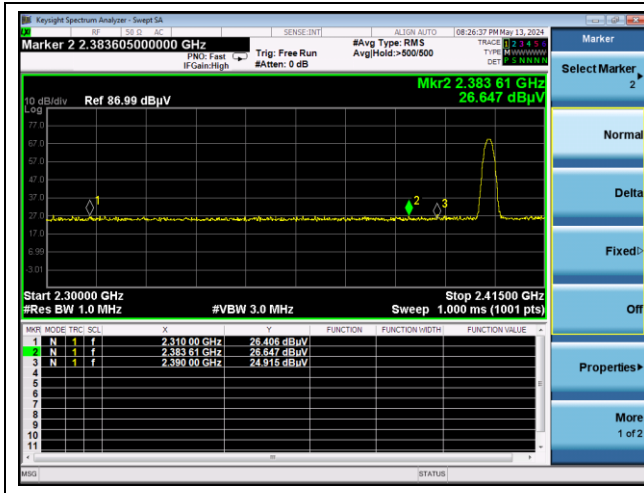 Keysight Spectrum Analyzer - Swept SA
RF 50 Ω AC SENSE:INT ALIGN AUTO 08:26:37 PM May 13, 2024
Marker 2 2.383605000000 GHz
PNO: Fast
IFGain:High
Trig: Free Run
#Atten: 0 dB
#Avg Type: RMS
Avg|Hold:>500/500
TRACE 1 2 3 4 5 6
TYPE M W W W W W
DET P S N N N N
Mkr2 2.383 61 GHz
26.647 dBµV
10 dB/div Ref 86.99 dBµV
Log
77.0
67.0
57.0
47.0
37.0
27.0
17.0
6.99
-3.01
1
2
3
Start 2.30000 GHz Stop 2.41500 GHz
#Res BW 1.0 MHz #VBW 3.0 MHz Sweep 1.000 ms (1001 pts)
MKR MODE TRC SCL X Y FUNCTION FUNCTION WIDTH FUNCTION VALUE
1 N 1 f 2.310 00 GHz 26.406 dBµV
2 N 1 f 2.383 61 GHz 26.647 dBµV
3 N 1 f 2.390 00 GHz 24.915 dBµV
4
5
6
7
8
9
10
11
MSG STATUS
Marker
Select Marker
2
Normal
Delta
Fixed
Off
Properties
More
1 of 2